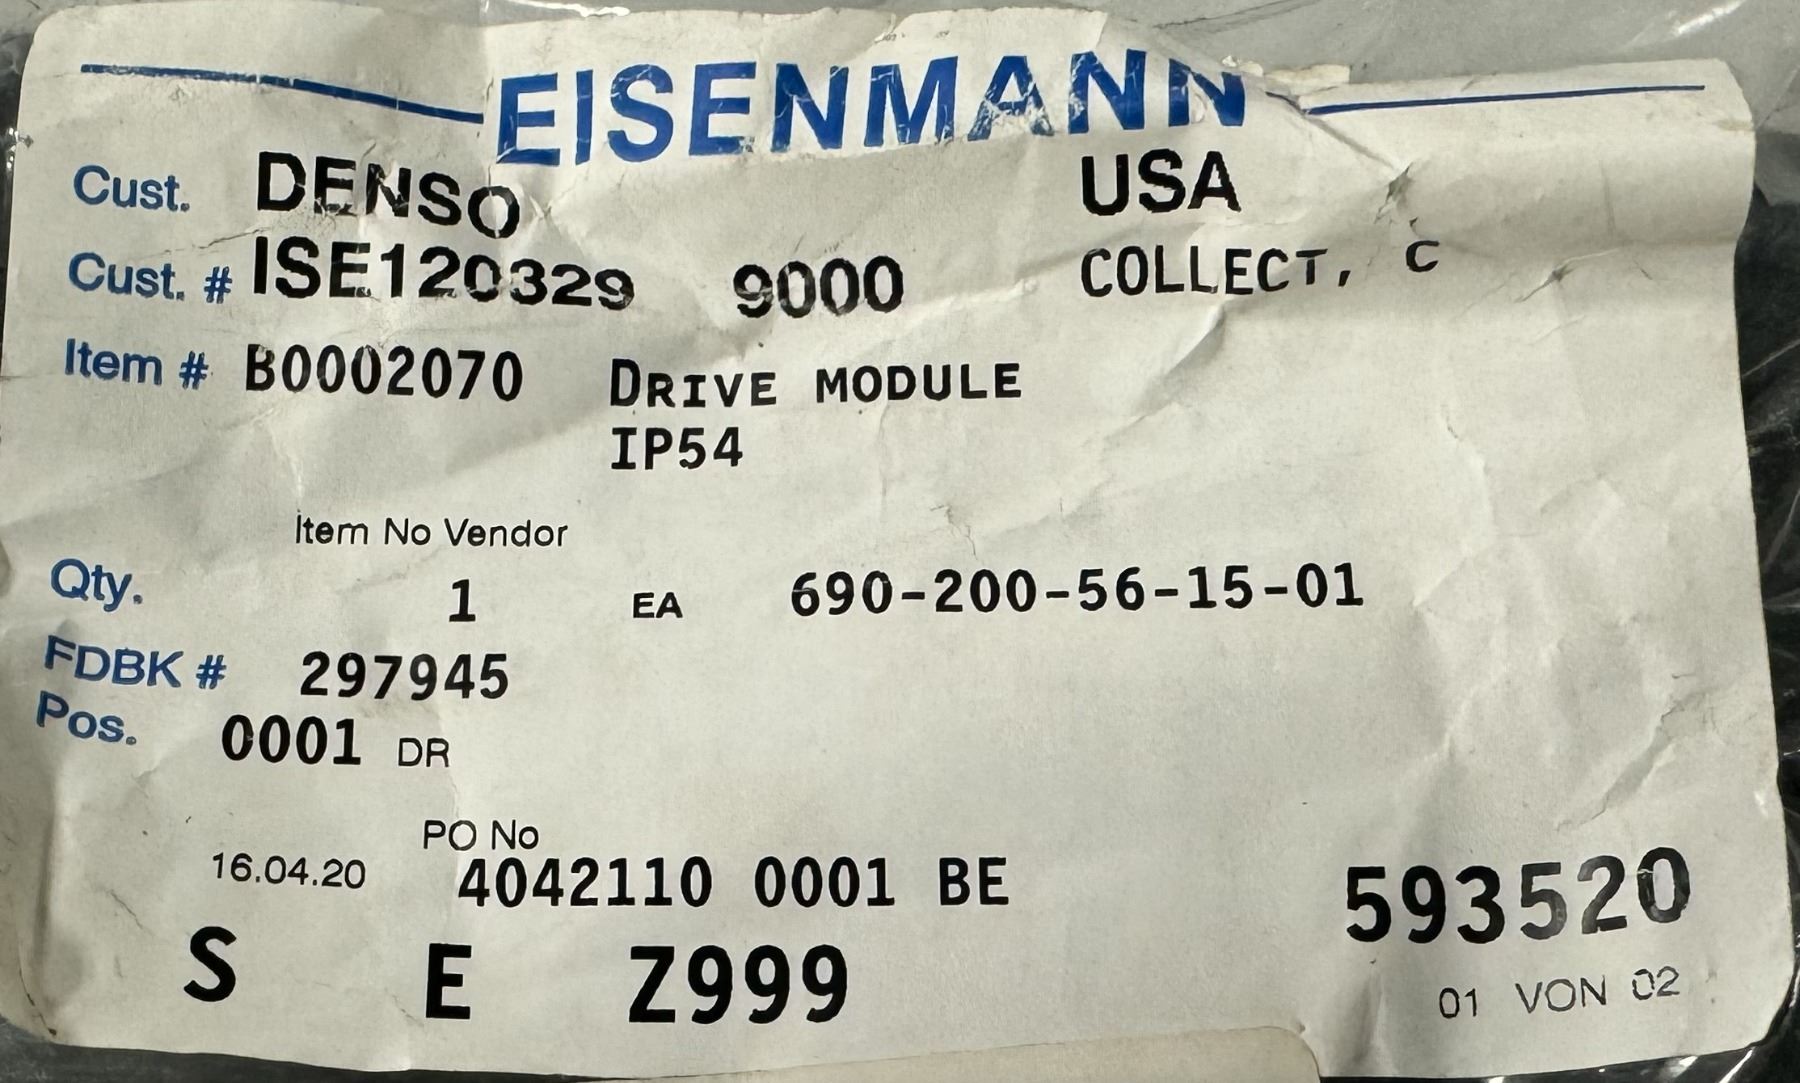 EISENMANN
Cust. DENSO USA
Cust. # ISE120329 9000 COLLECT, C
Item # B0002070 DRIVE MODULE
IP54
Item No Vendor
Qty. 1 EA 690-200-56-15-01
FDBK # 297945
Pos. 0001 DR
PO No
16.04.20 4042110 0001 BE 593520
S E Z999 01 VON 02